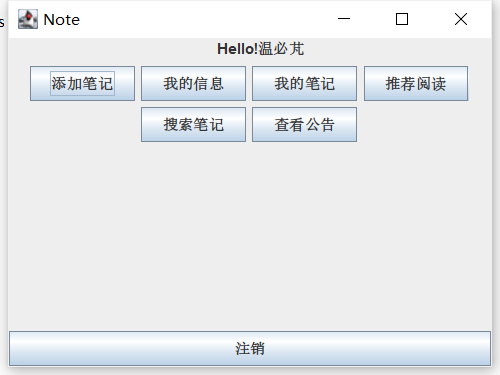 s
Note
Hello!温必芃
添加笔记 我的信息 我的笔记 推荐阅读
搜索笔记 查看公告
注销